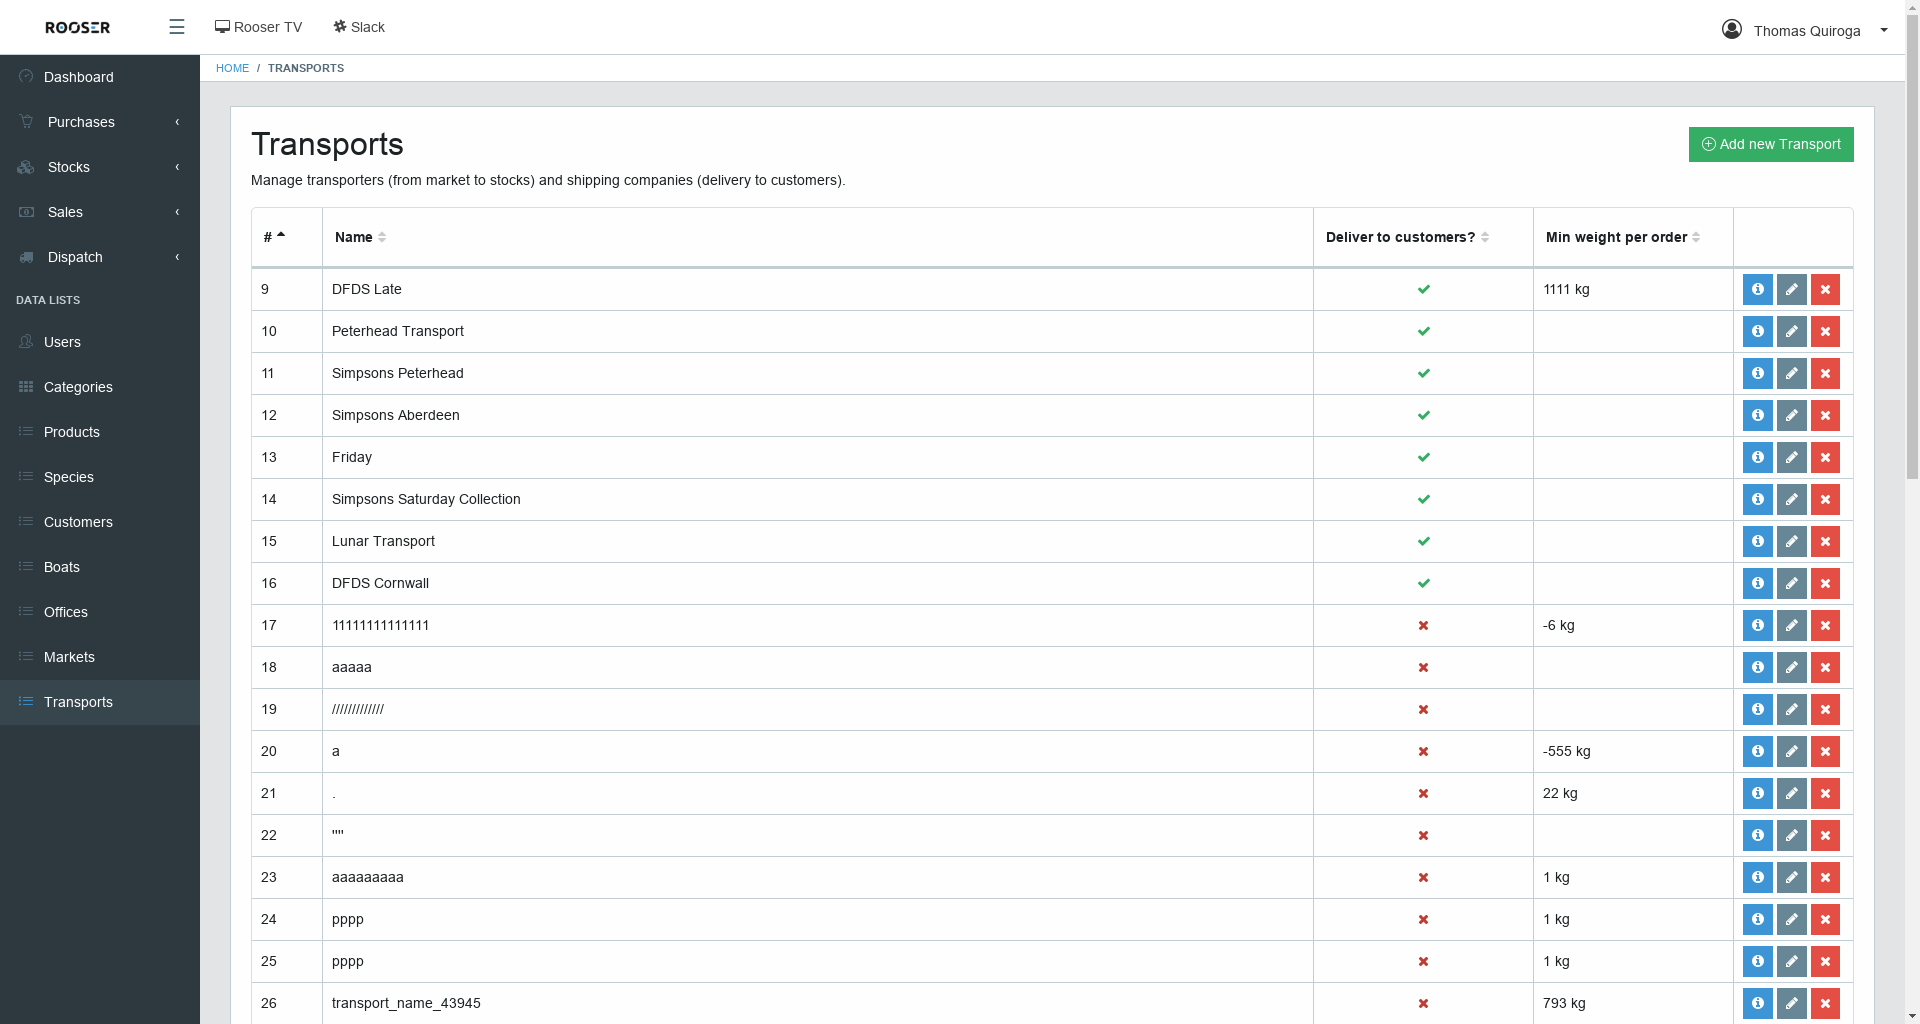 ROOSER
Rooser TV
Slack
Thomas Quiroga
HOME / TRANSPORTS
Dashboard
Purchases
Stocks
Sales
Dispatch
DATA LISTS
Users
Categories
Products
Species
Customers
Boats
Offices
Markets
Transports
Transports
Add new Transport
Manage transporters (from market to stocks) and shipping companies (delivery to customers).
# Name Deliver to customers? Min weight per order
9 DFDS Late 1111 kg
10 Peterhead Transport
11 Simpsons Peterhead
12 Simpsons Aberdeen
13 Friday
14 Simpsons Saturday Collection
15 Lunar Transport
16 DFDS Cornwall
17 11111111111111 -6 kg
18 aaaaa
19 /////////////
20 a -555 kg
21 . 22 kg
22 ""
23 aaaaaaaaa 1 kg
24 pppp 1 kg
25 pppp 1 kg
26 transport_name_43945 793 kg